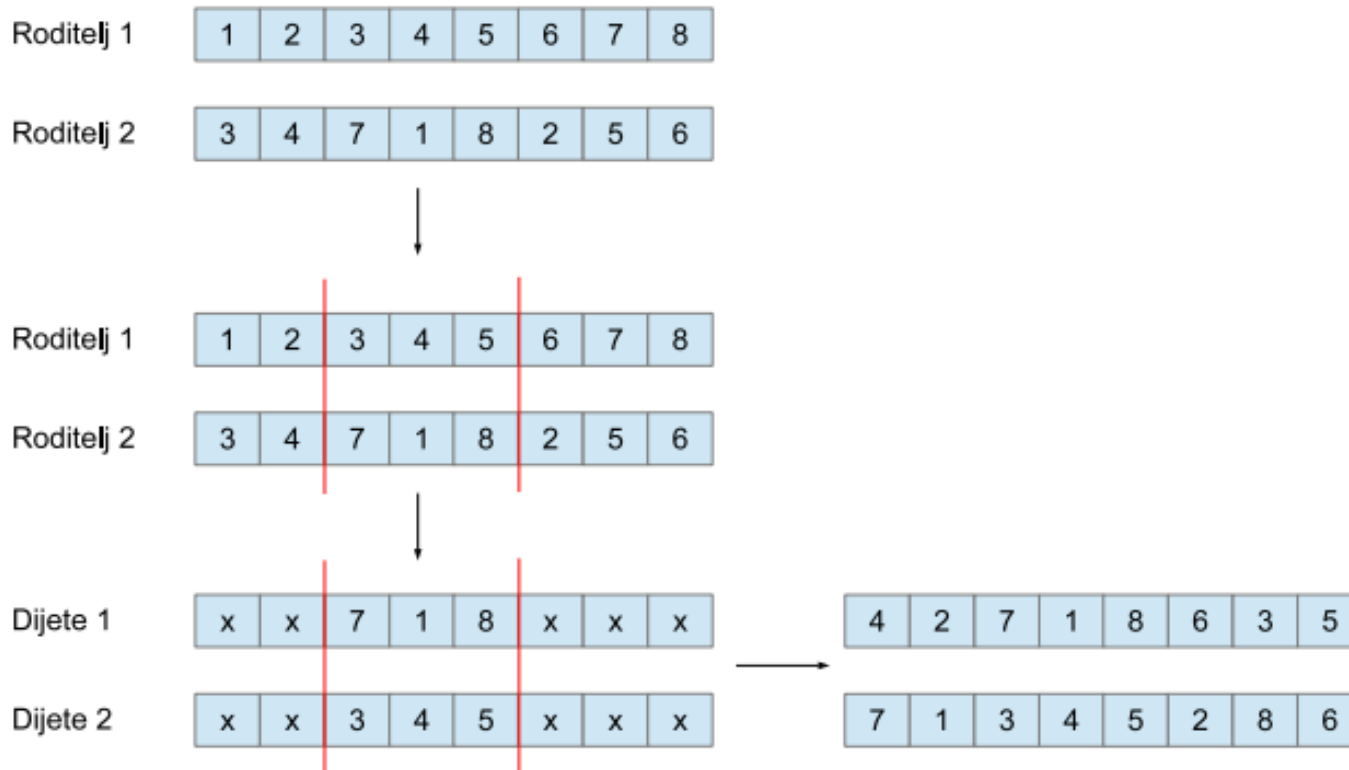 Roditelj 1 1 2 3 4 5 6 7 8
Roditelj 2 3 4 7 1 8 2 5 6
Roditelj 1 1 2 3 4 5 6 7 8
Roditelj 2 3 4 7 1 8 2 5 6
Dijete 1 x x 7 1 8 x x x 4 2 7 1 8 6 3 5
Dijete 2 x x 3 4 5 x x x 7 1 3 4 5 2 8 6